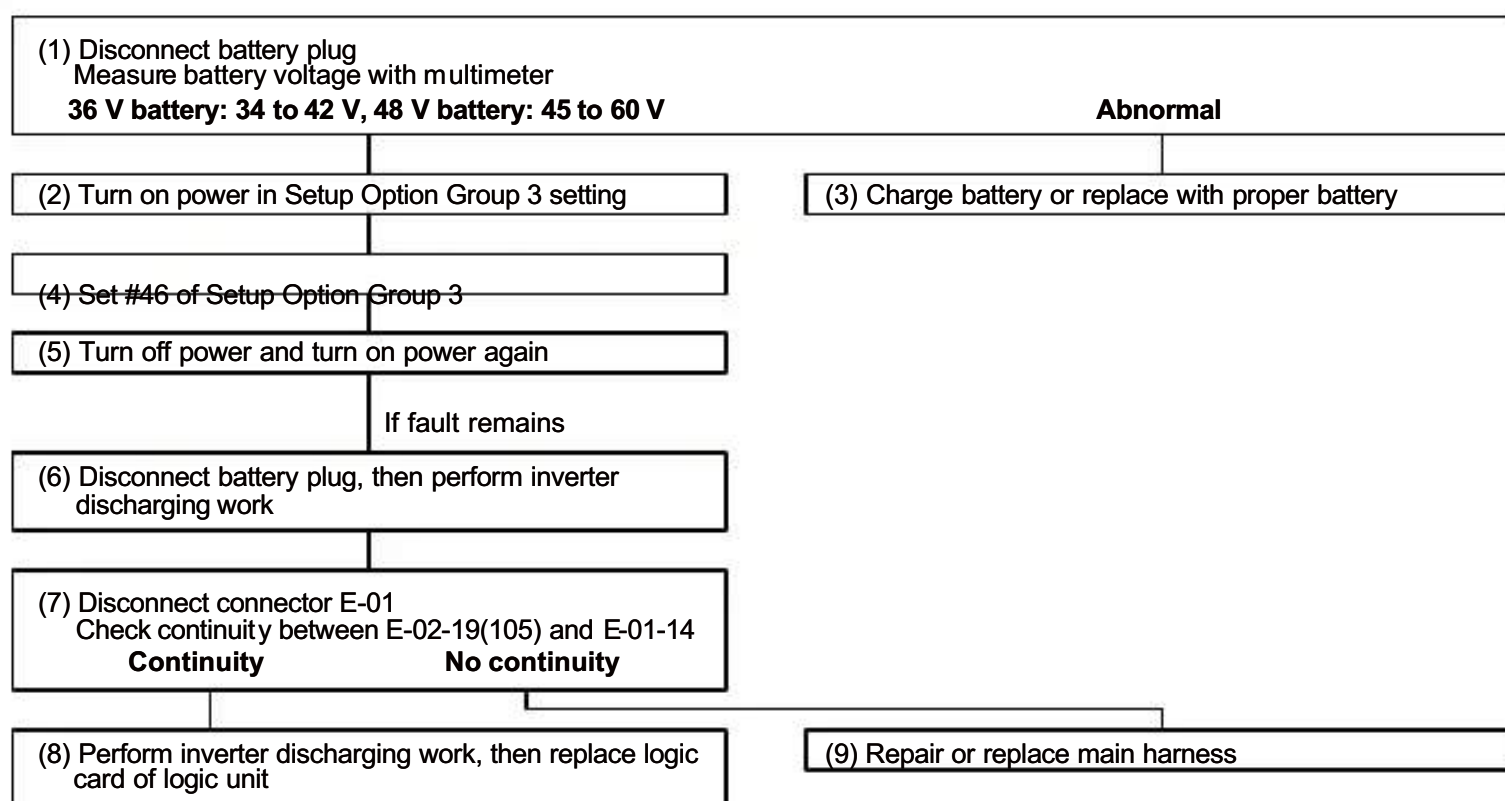 (1) Disconnect battery plug
Measure battery voltage with multimeter
36 V battery: 34 to 42 V, 48 V battery: 45 to 60 V
Abnormal
(2) Turn on power in Setup Option Group 3 setting
(3) Charge battery or replace with proper battery
(4) Set #46 of Setup Option Group 3
(5) Turn off power and turn on power again
If fault remains
(6) Disconnect battery plug, then perform inverter
discharging work
(7) Disconnect connector E-01
Check continuity between E-02-19(105) and E-01-14
Continuity
No continuity
(8) Perform inverter discharging work, then replace logic
card of logic unit
(9) Repair or replace main harness